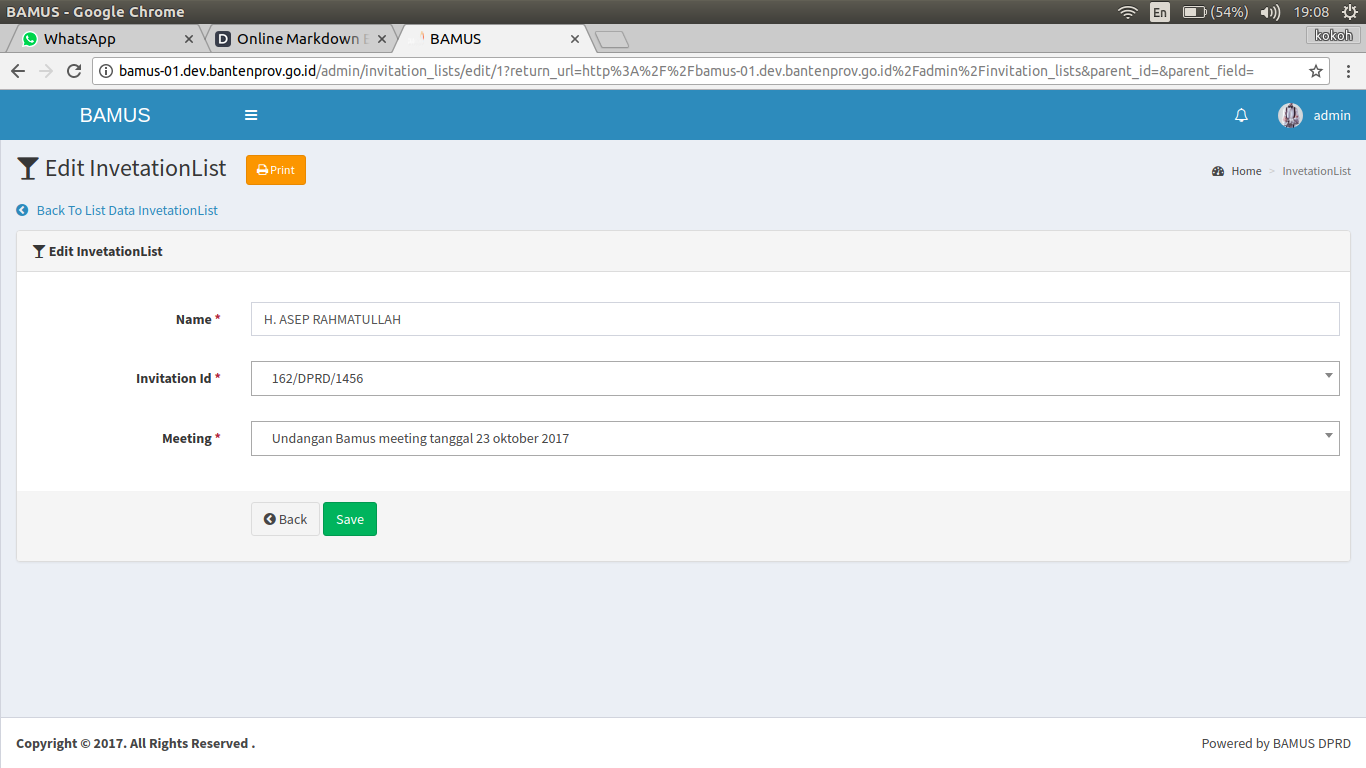 BAMUS - Google Chrome
En (54%) 19:08
WhatsApp
Online Markdown E
BAMUS
kokoh
bamus-01.dev.bantenprov.go.id/admin/invitation_lists/edit/1?return_url=http%3A%2F%2Fbamus-01.dev.bantenprov.go.id%2Fadmin%2Finvitation_lists&parent_id=&parent_field=
BAMUS
admin
Edit InvetationList
Print
Home > InvetationList
Back To List Data InvetationList
Edit InvetationList
Name *
H. ASEP RAHMATULLAH
Invitation Id *
162/DPRD/1456
Meeting *
Undangan Bamus meeting tanggal 23 oktober 2017
Back
Save
Copyright © 2017. All Rights Reserved .
Powered by BAMUS DPRD